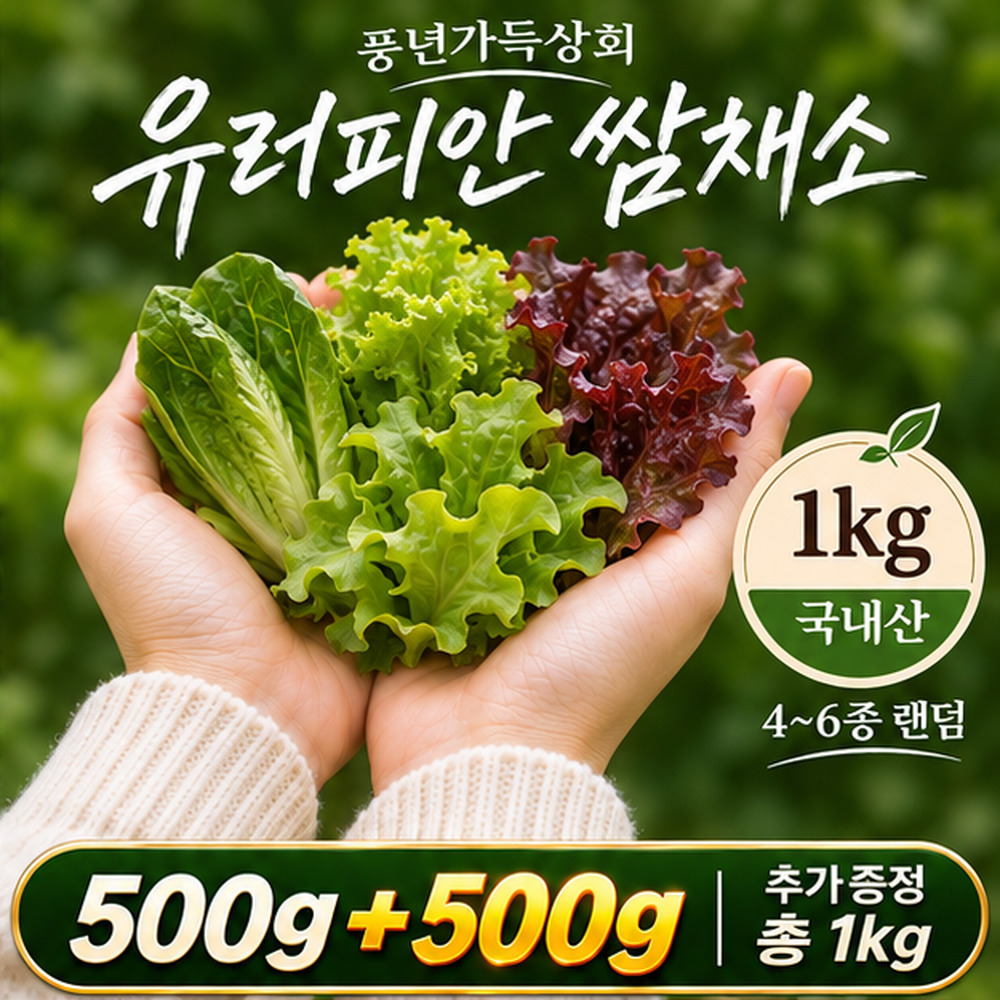 풍년가득상회
유러피안 쌈채소
1kg
국내산
4~6종 랜덤
500g+500g
추가 증정
총 1kg